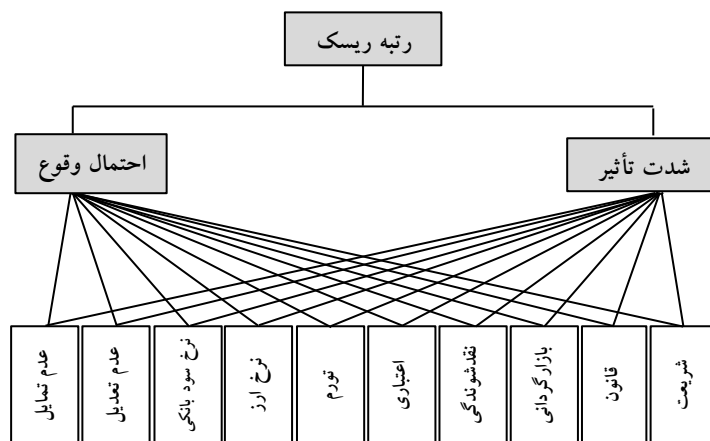 رتبه ریسک
شدت تأثیر
احتمال وقوع
شریعت
قانون
بازارگردانی
نقدشوندگی
اعتباری
تورم
نرخ ارز
نرخ سود بانکی
عدم تعدیل
عدم تمایل